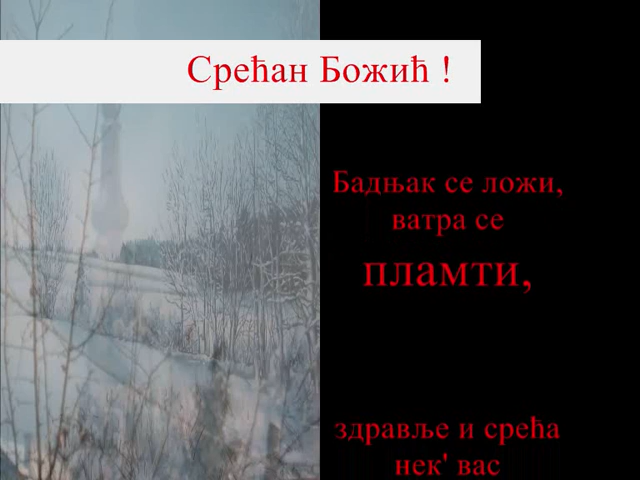 Срећан Божић !
Бадњак се ложи,
ватра се
пламти,
здравље и срећа
нек' вас